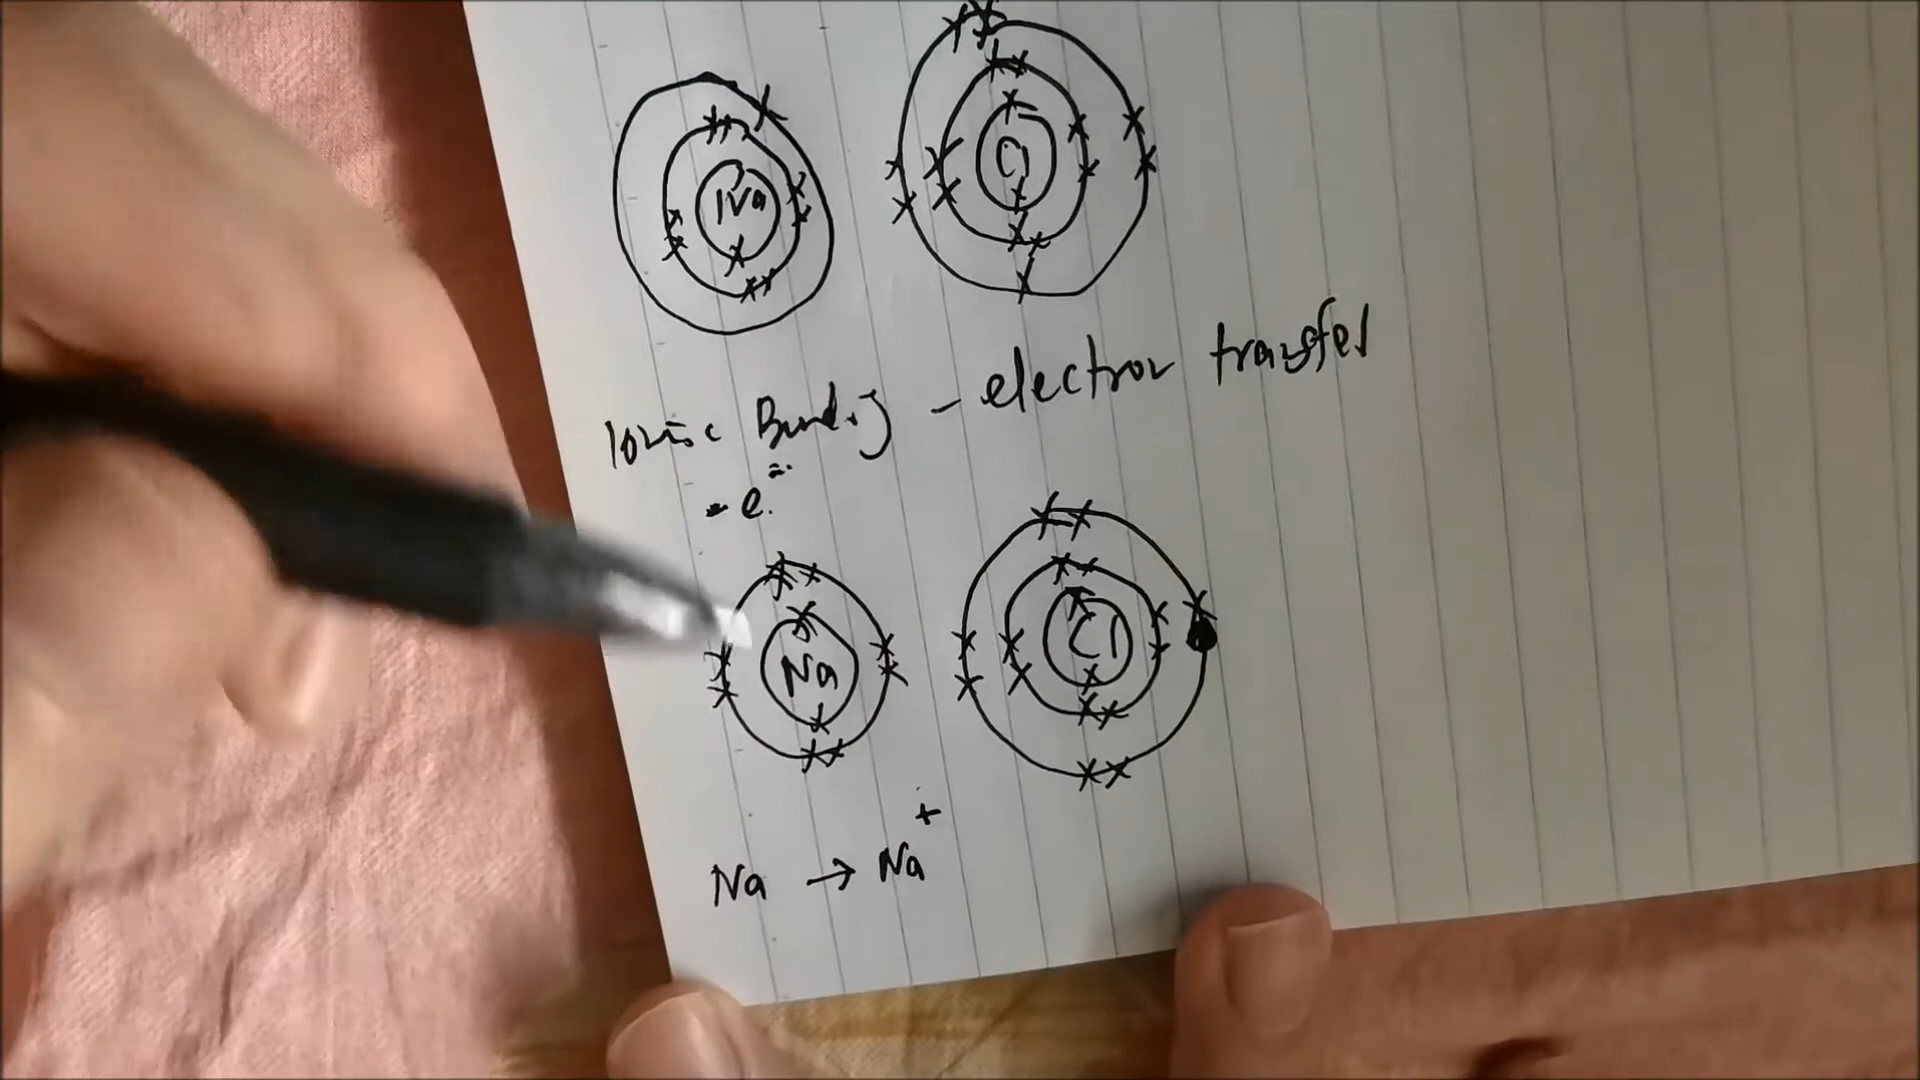 Na Cl
Ionic Bonding - electron transfer
- e⁻
Na Cl
Na → Na⁺